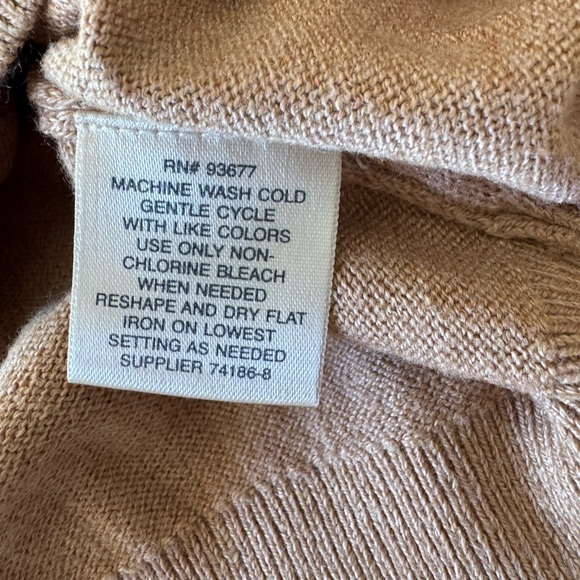 RN# 93677
MACHINE WASH COLD
GENTLE CYCLE
WITH LIKE COLORS
USE ONLY NON-
CHLORINE BLEACH
WHEN NEEDED
RESHAPE AND DRY FLAT
IRON ON LOWEST
SETTING AS NEEDED
SUPPLIER 74186-8